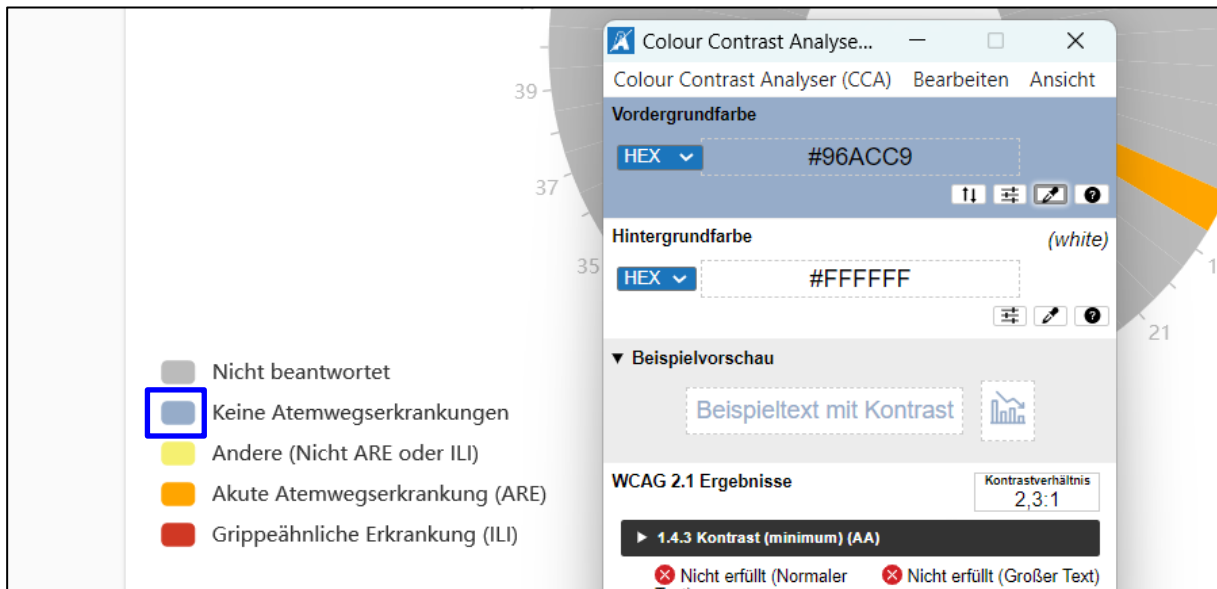 39
37
35
Nicht beantwortet
Keine Atemwegserkrankungen
Andere (Nicht ARE oder ILI)
Akute Atemwegserkrankung (ARE)
Grippeähnliche Erkrankung (ILI)
Colour Contrast Analyse...
Colour Contrast Analyser (CCA) Bearbeiten Ansicht
Vordergrundfarbe
HEX #96ACC9
Hintergrundfarbe (white)
HEX #FFFFFF
▼ Beispielvorschau
Beispieltext mit Kontrast
WCAG 2.1 Ergebnisse
Kontrastverhältnis
2,3:1
▶ 1.4.3 Kontrast (minimum) (AA)
Nicht erfüllt (Normaler
Nicht erfüllt (Großer Text)
21